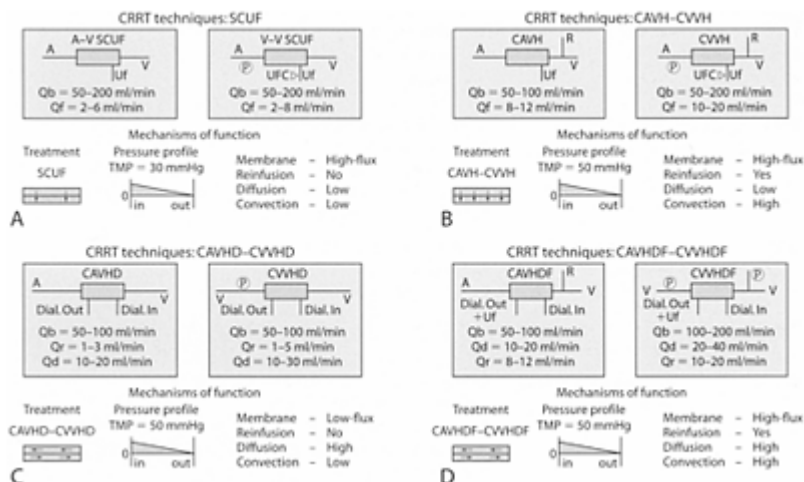 CRRT techniques: SCUF
A–V SCUF
A
V
Uf
Qb = 50–200 ml/min
Qf = 2–6 ml/min
V–V SCUF
A
P
V
UFC Uf
Qb = 50–200 ml/min
Qf = 2–8 ml/min
Mechanisms of function
Treatment
SCUF
Pressure profile
TMP = 30 mmHg
0
in out
Membrane – High-flux
Reinfusion – No
Diffusion – Low
Convection – Low
A
CRRT techniques: CAVH–CVVH
CAVH
A
R
V
Uf
Qb = 50–100 ml/min
Qf = 8–12 ml/min
CVVH
A
P
R
V
UFC Uf
Qb = 50–200 ml/min
Qf = 10–20 ml/min
Mechanisms of function
Treatment
CAVH–CVVH
Pressure profile
TMP = 50 mmHg
0
in out
Membrane – High-flux
Reinfusion – Yes
Diffusion – Low
Convection – High
B
CRRT techniques: CAVHD–CVVHD
CAVHD
A
V
Dial. Out Dial. In
Qb = 50–100 ml/min
Qr = 1–3 ml/min
Qd = 10–20 ml/min
CVVHD
V
P
V
Dial. Out Dial. In
Qb = 50–100 ml/min
Qr = 1–5 ml/min
Qd = 10–30 ml/min
Mechanisms of function
Treatment
CAVHD–CVVHD
Pressure profile
TMP = 50 mmHg
0
in out
Membrane – Low-flux
Reinfusion – No
Diffusion – High
Convection – Low
C
CRRT techniques: CAVHDF–CVVHDF
CAVHDF
A
R
V
Dial. Out Dial. In
+Uf
Qb = 50–100 ml/min
Qd = 10–20 ml/min
Qr = 8–12 ml/min
CVVHDF
V
P
P
V
Dial. Out Dial. In
+Uf
Qb = 100–200 ml/min
Qd = 20–40 ml/min
Qr = 10–20 ml/min
Mechanisms of function
Treatment
CAVHDF–CVVHDF
Pressure profile
TMP = 50 mmHg
0
in out
Membrane – High-flux
Reinfusion – Yes
Diffusion – High
Convection – High
D